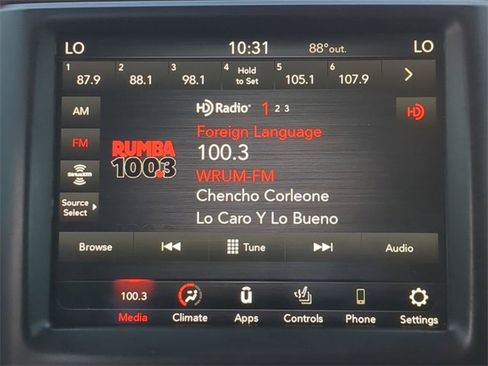 LO 10:31 88°out. LO
1 87.9 2 88.1 3 98.1 4 Hold to Set 5 105.1 6 107.9
AM
HD Radio 1 2 3
HD
Foreign Language
FM
RUMBA
100.3
100.3
WRUM-FM
SiriusXM
Chencho Corleone
Source Select
Lo Caro Y Lo Bueno
Browse Tune Audio
100.3
Media Climate Apps Controls Phone Settings